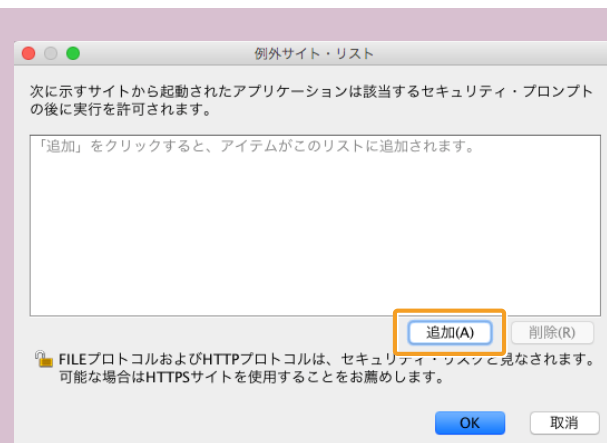 例外サイト・リスト
次に示すサイトから起動されたアプリケーションは該当するセキュリティ・プロンプト
の後に実行を許可されます。
「追加」をクリックすると、アイテムがこのリストに追加されます。
追加(A) 削除(R)
FILEプロトコルおよびHTTPプロトコルは、セキュリティ・リスクと見なされます。
可能な場合はHTTPSサイトを使用することをお薦めします。
OK 取消